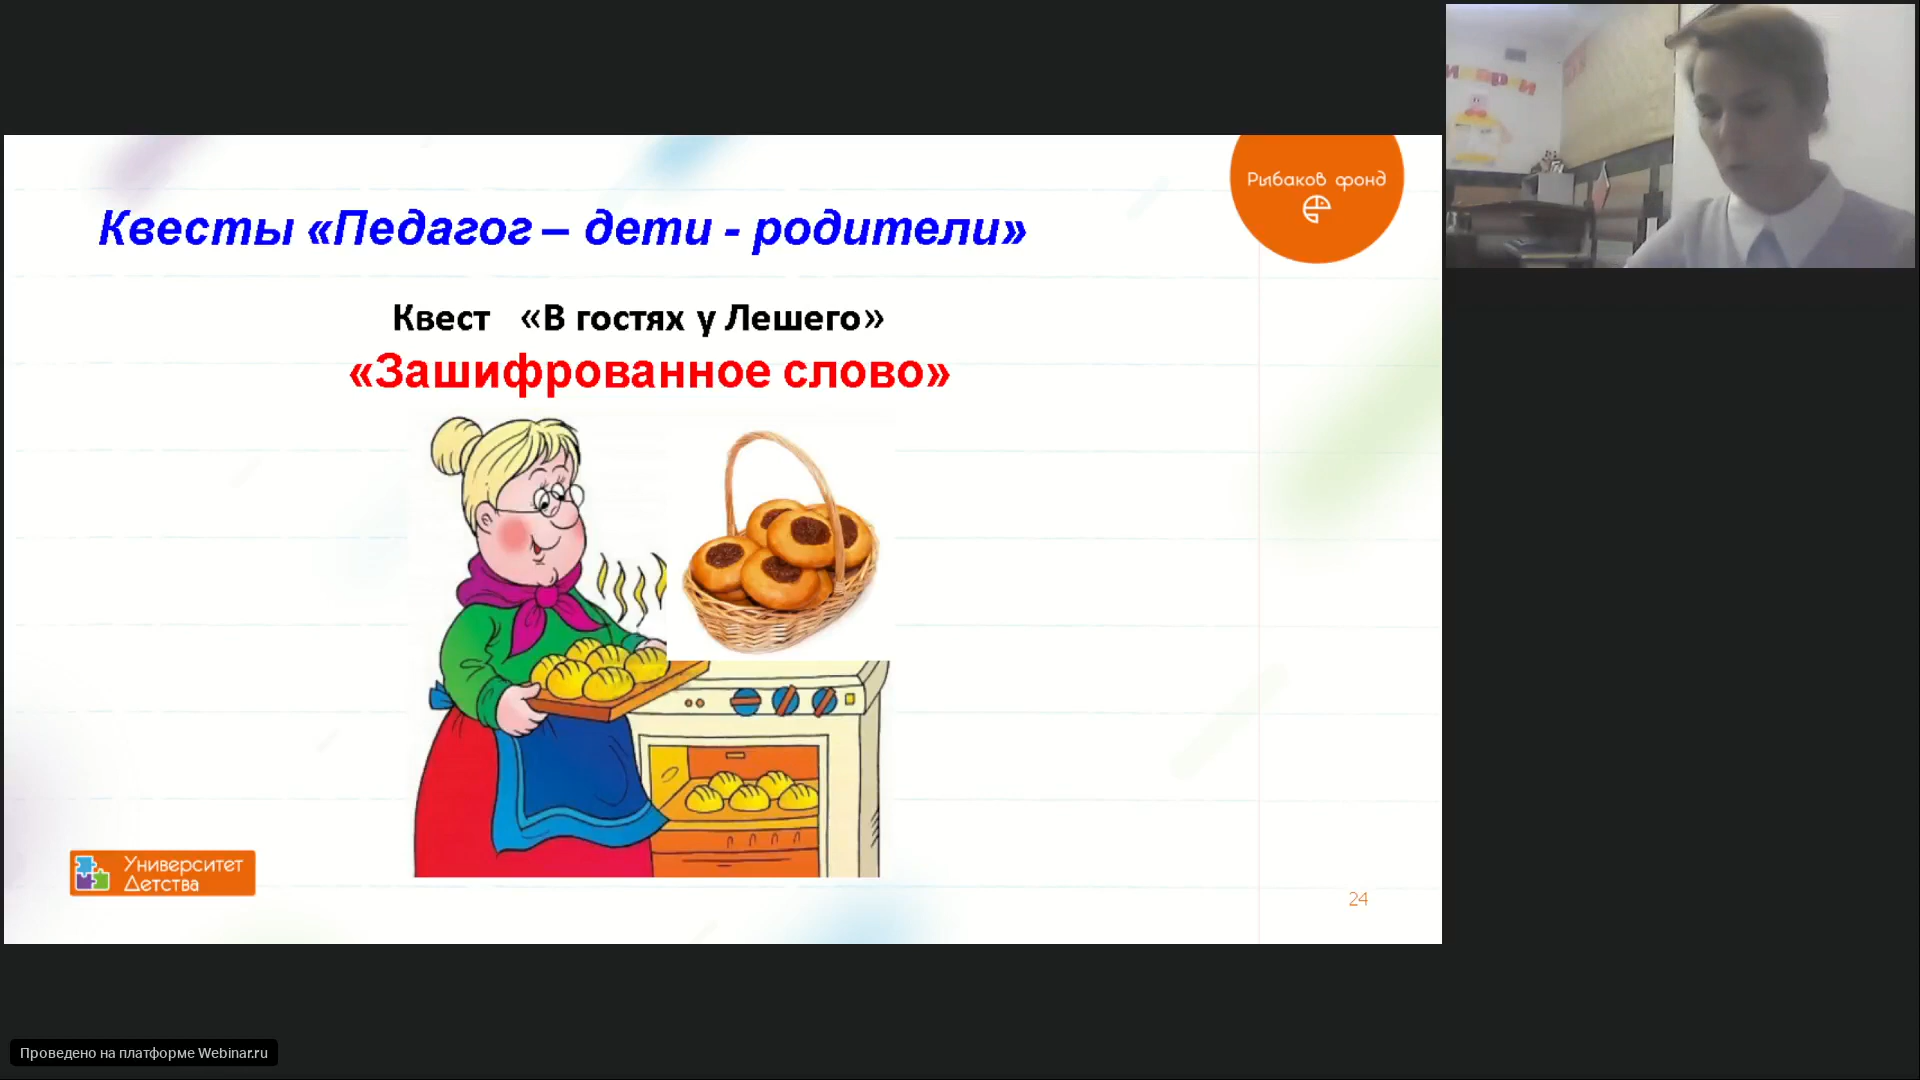 Рыбаков фонд
Квесты «Педагог – дети - родители»
Квест «В гостях у Лешего»
«Зашифрованное слово»
Университет
Детства
24
Проведено на платформе Webinar.ru